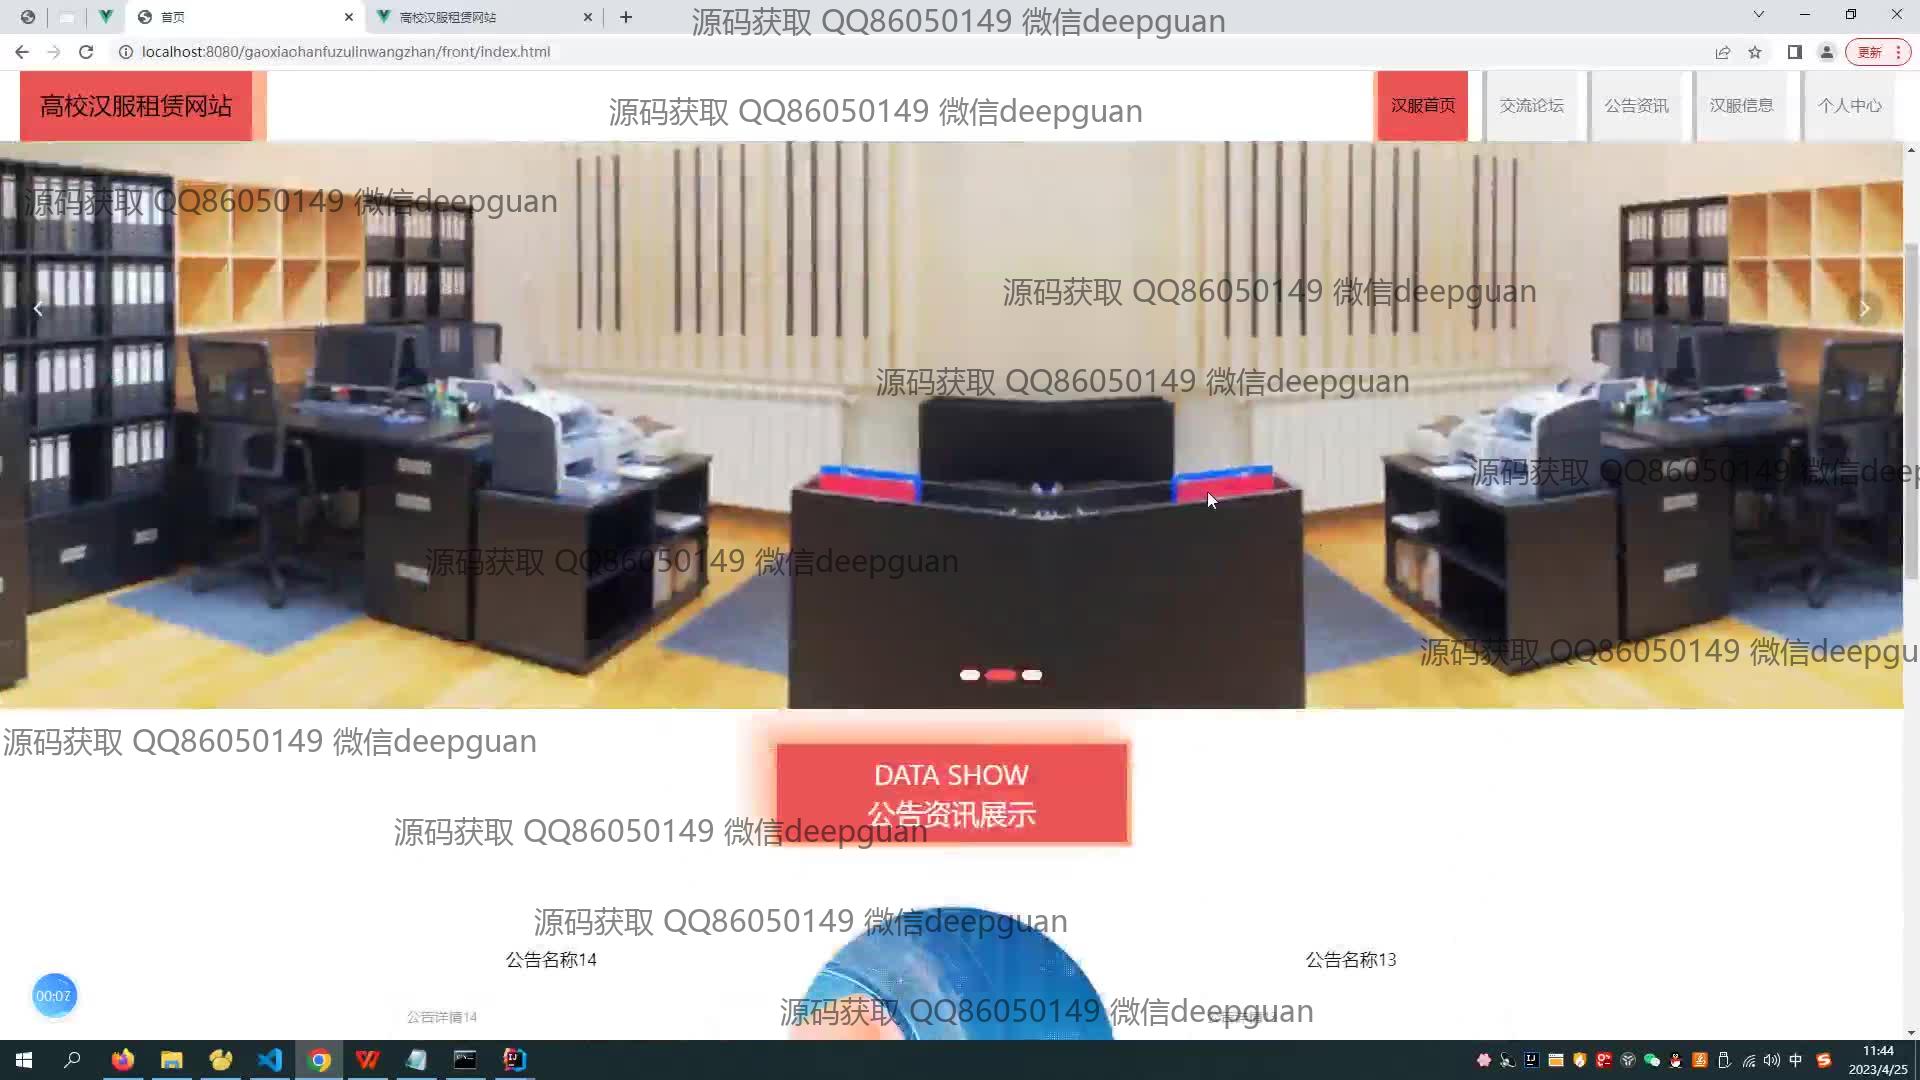 首页
高校汉服租赁网站
源码获取 QQ86050149 微信deepguan
localhost:8080/gaoxiaohanfuzulinwangzhan/front/index.html
更新
高校汉服租赁网站
源码获取 QQ86050149 微信deepguan
汉服首页
交流论坛
公告资讯
汉服信息
个人中心
源码获取 QQ86050149 微信deepguan
源码获取 QQ86050149 微信deepguan
源码获取 QQ86050149 微信deepguan
源码获取 QQ86050149 微信deep
源码获取 QQ86050149 微信deepguan
源码获取 QQ86050149 微信deepgu
源码获取 QQ86050149 微信deepguan
DATA SHOW
公告资讯展示
源码获取 QQ86050149 微信deepguan
源码获取 QQ86050149 微信deepguan
公告名称14
公告名称13
00:07
公告详情14
源码获取 QQ86050149 微信deepguan
中
11:44
2023/4/25